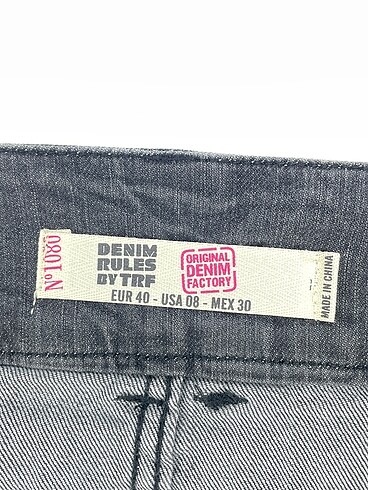 Nº1080
DENIM
RULES
BY TRF
ORIGINAL
DENIM
FACTORY
EUR 40 - USA 08 - MEX 30
MADE IN CHINA